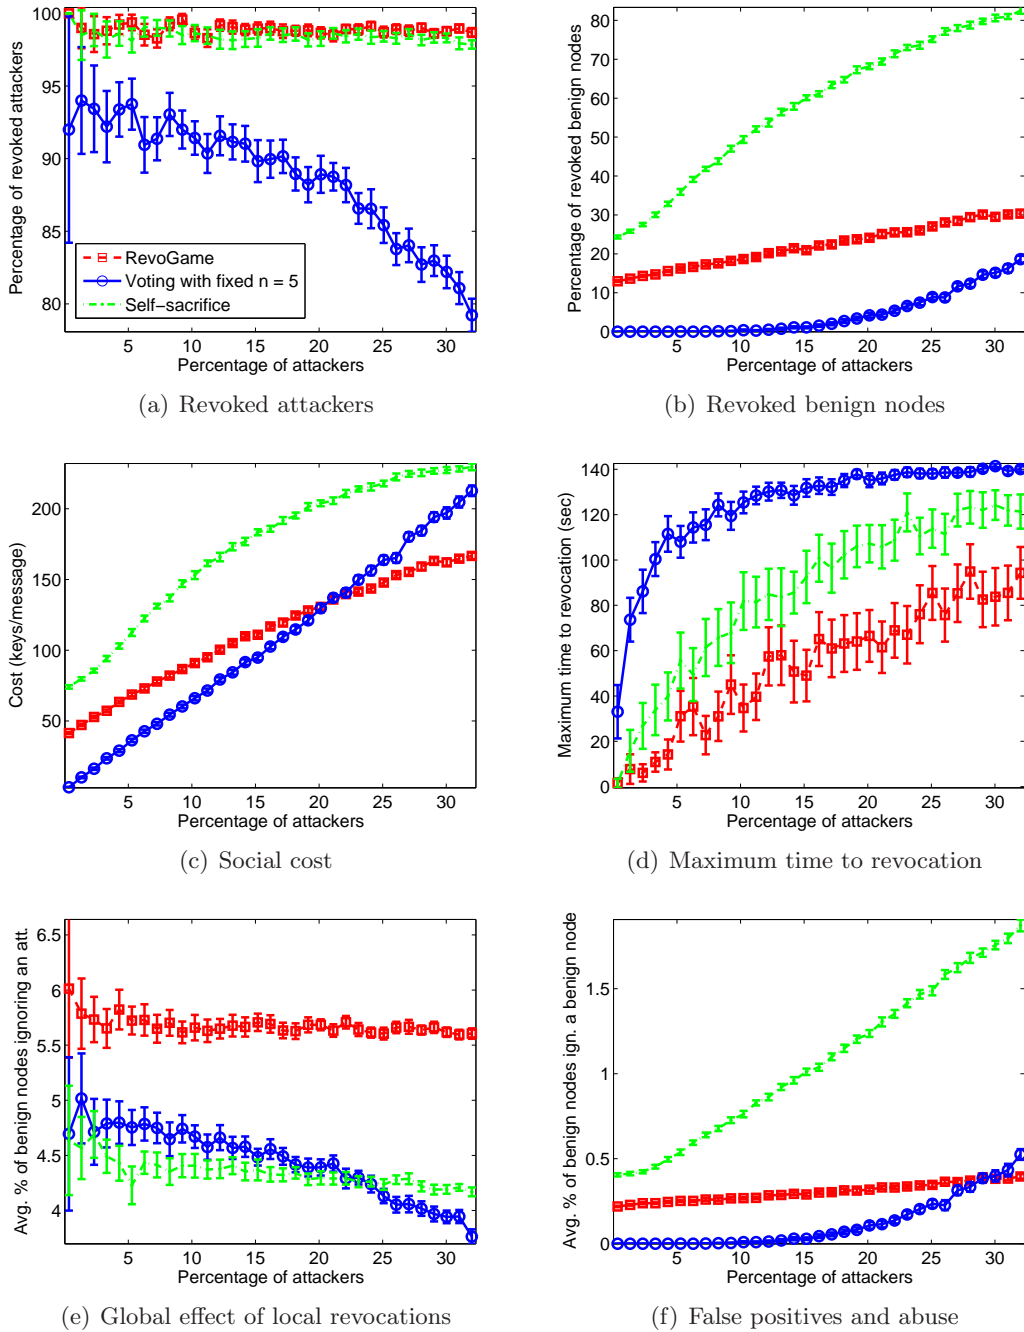 100
95
90
85
80
Percentage of revoked attackers
RevoGame
Voting with fixed n = 5
Self-sacrifice
5 10 15 20 25 30
Percentage of attackers
(a) Revoked attackers
80
70
60
50
40
30
20
10
0
Percentage of revoked benign nodes
5 10 15 20 25 30
Percentage of attackers
(b) Revoked benign nodes
200
150
100
50
Cost (keys/message)
5 10 15 20 25 30
Percentage of attackers
(c) Social cost
140
120
100
80
60
40
20
0
Maximum time to revocation (sec)
5 10 15 20 25 30
Percentage of attackers
(d) Maximum time to revocation
6.5
6
5.5
5
4.5
4
Avg. % of benign nodes ignoring an att.
5 10 15 20 25 30
Percentage of attackers
(e) Global effect of local revocations
1.5
1
0.5
0
Avg. % of benign nodes ign. a benign node
5 10 15 20 25 30
Percentage of attackers
(f) False positives and abuse